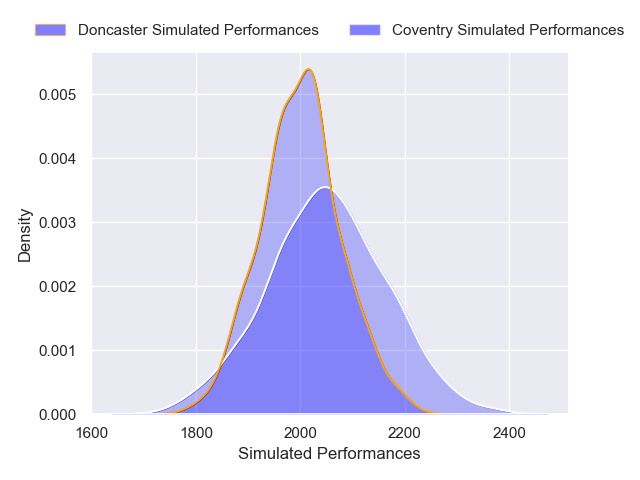 Doncaster Simulated Performances
Coventry Simulated Performances
0.005
0.004
0.003
0.002
0.001
0.000
Density
1600 1800 2000 2200 2400
Simulated Performances